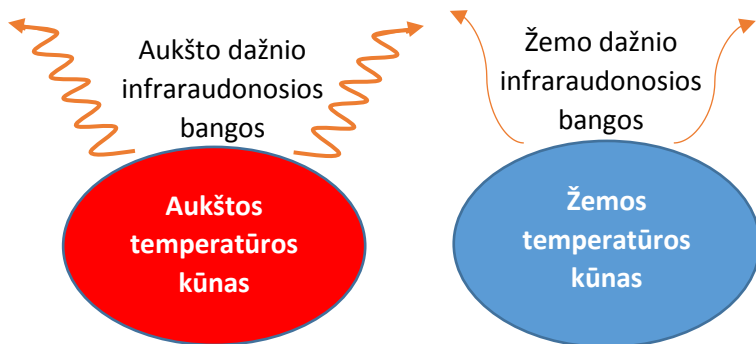 Aukšto dažnio
infraraudonosios
bangos
Aukštos
temperatūros
kūnas
Žemo dažnio
infraraudonosios
bangos
Žemos
temperatūros
kūnas